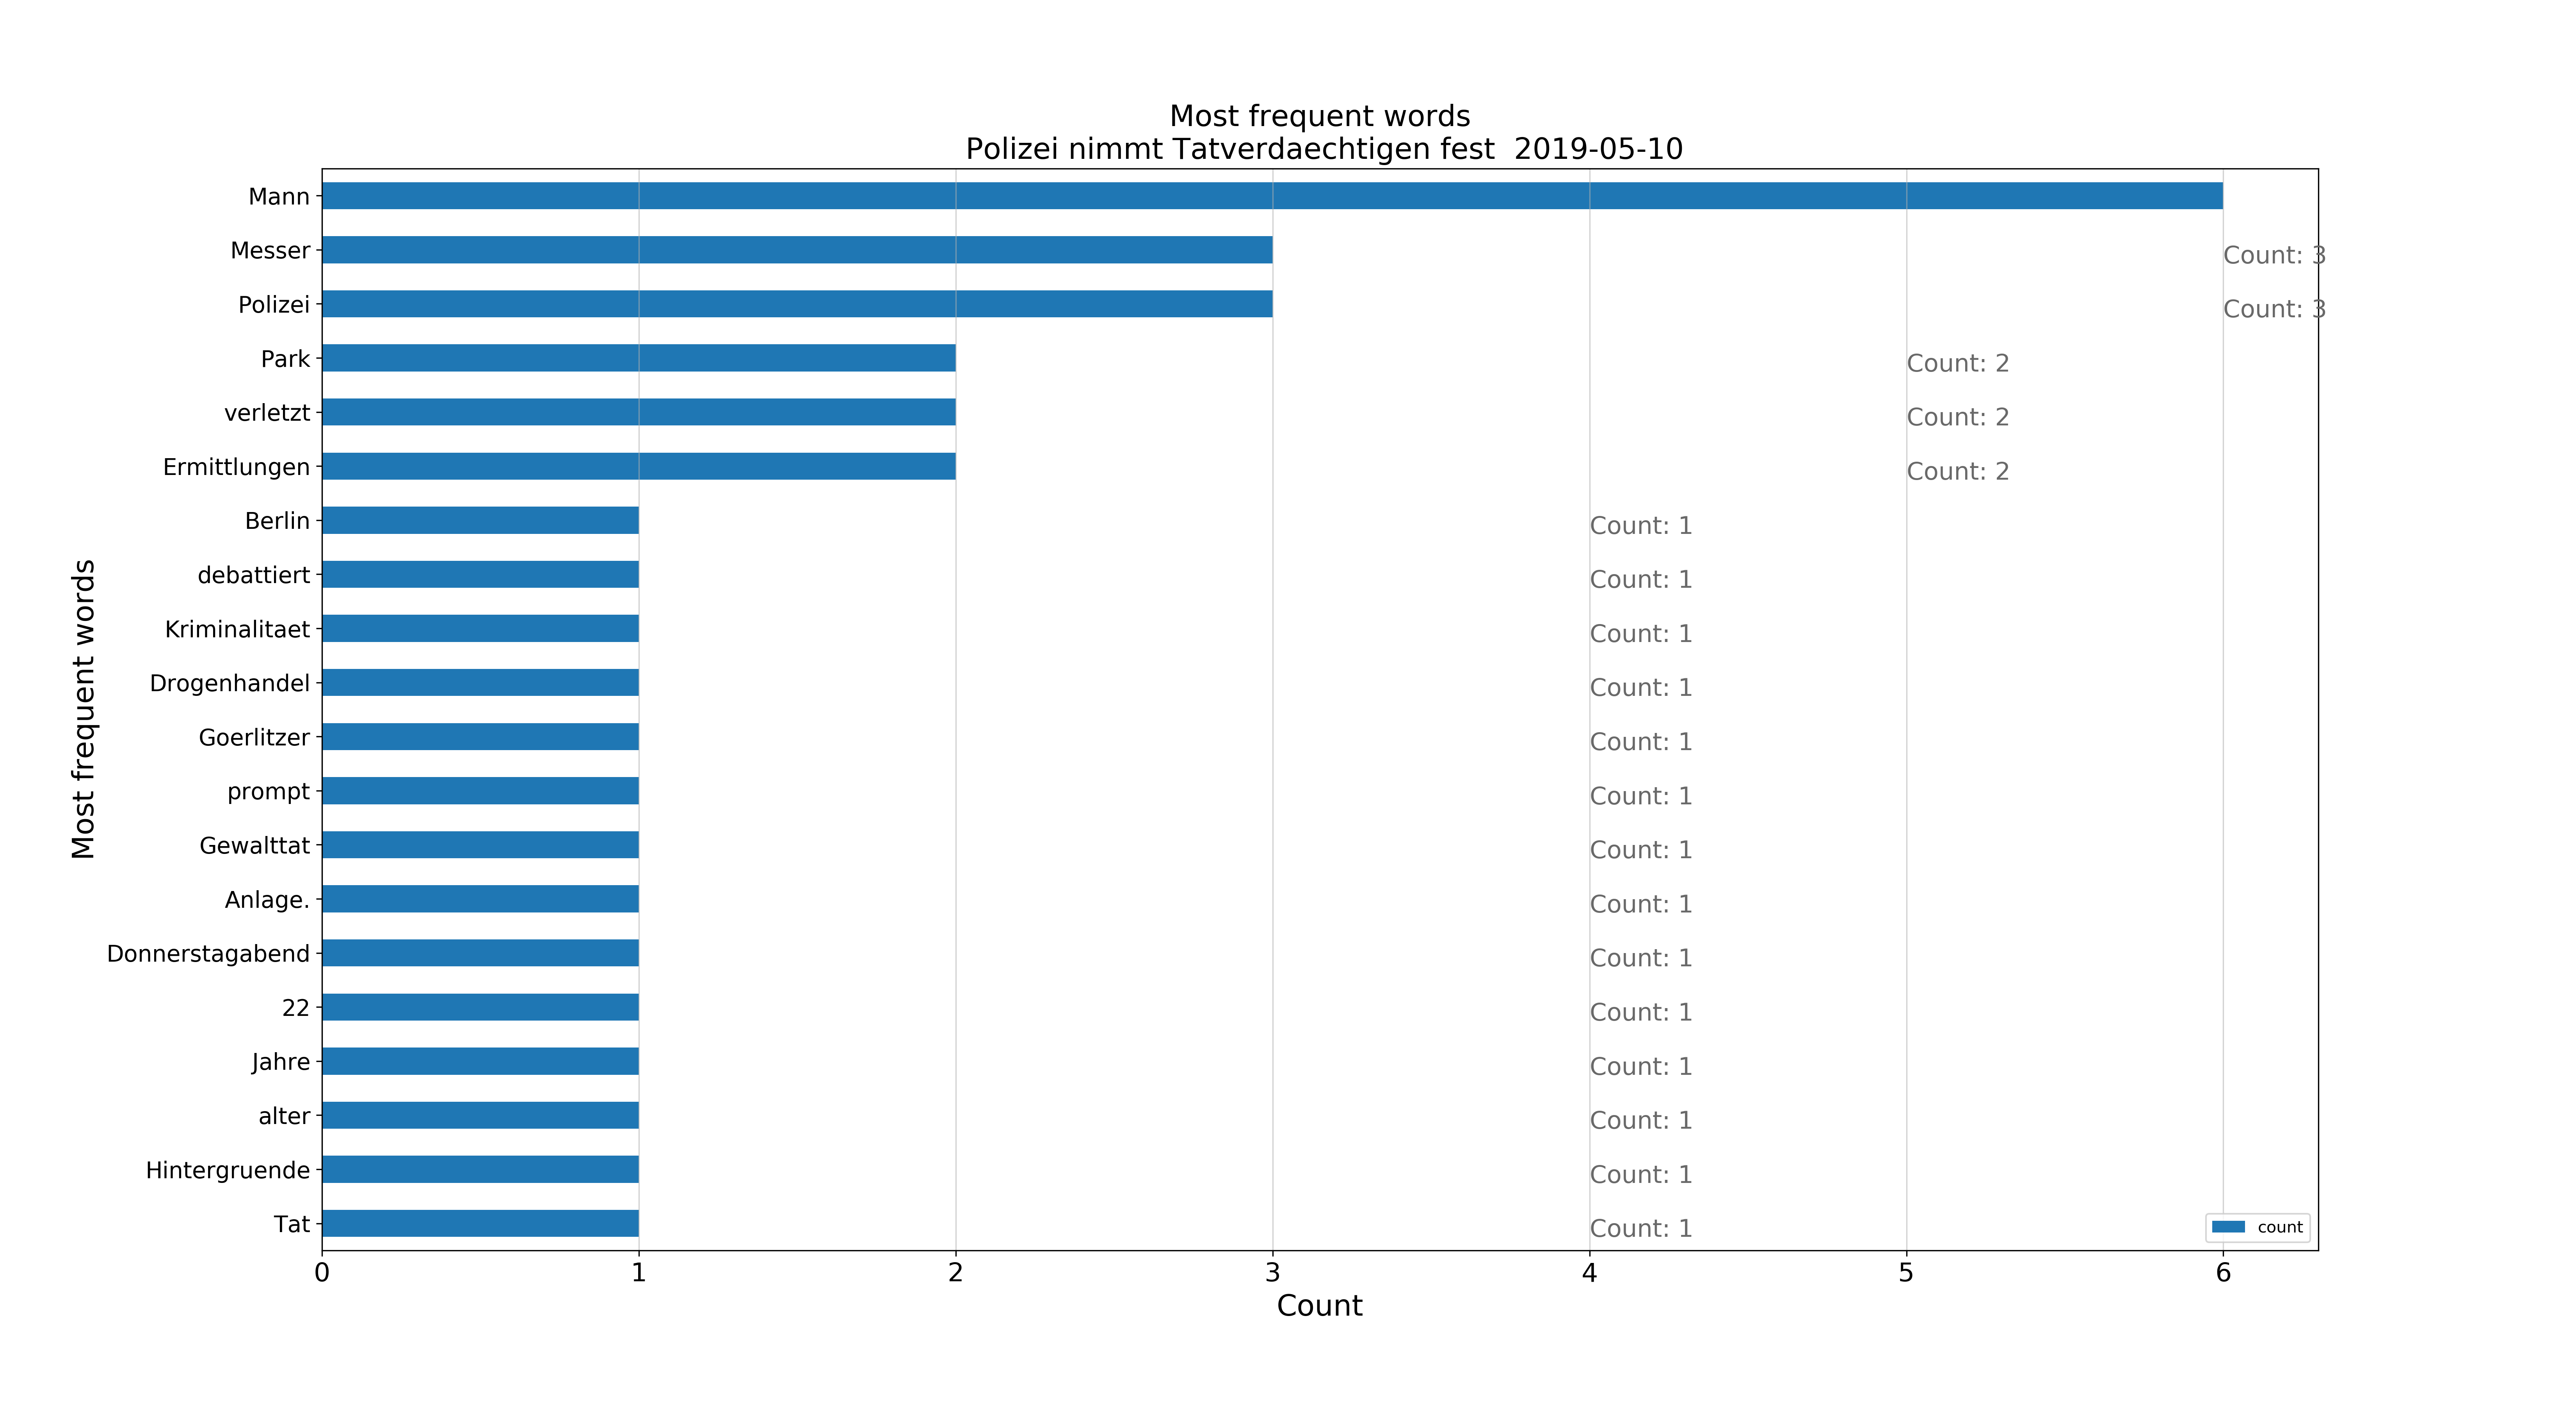 Most frequent words
Polizei nimmt Tatverdaechtigen fest  2019-05-10
Most frequent words
Mann
Messer Count: 3
Polizei Count: 3
Park Count: 2
verletzt Count: 2
Ermittlungen Count: 2
Berlin Count: 1
debattiert Count: 1
Kriminalitaet Count: 1
Drogenhandel Count: 1
Goerlitzer Count: 1
prompt Count: 1
Gewalttat Count: 1
Anlage. Count: 1
Donnerstagabend Count: 1
22 Count: 1
Jahre Count: 1
alter Count: 1
Hintergruende Count: 1
Tat Count: 1
count
0 1 2 3 4 5 6
Count